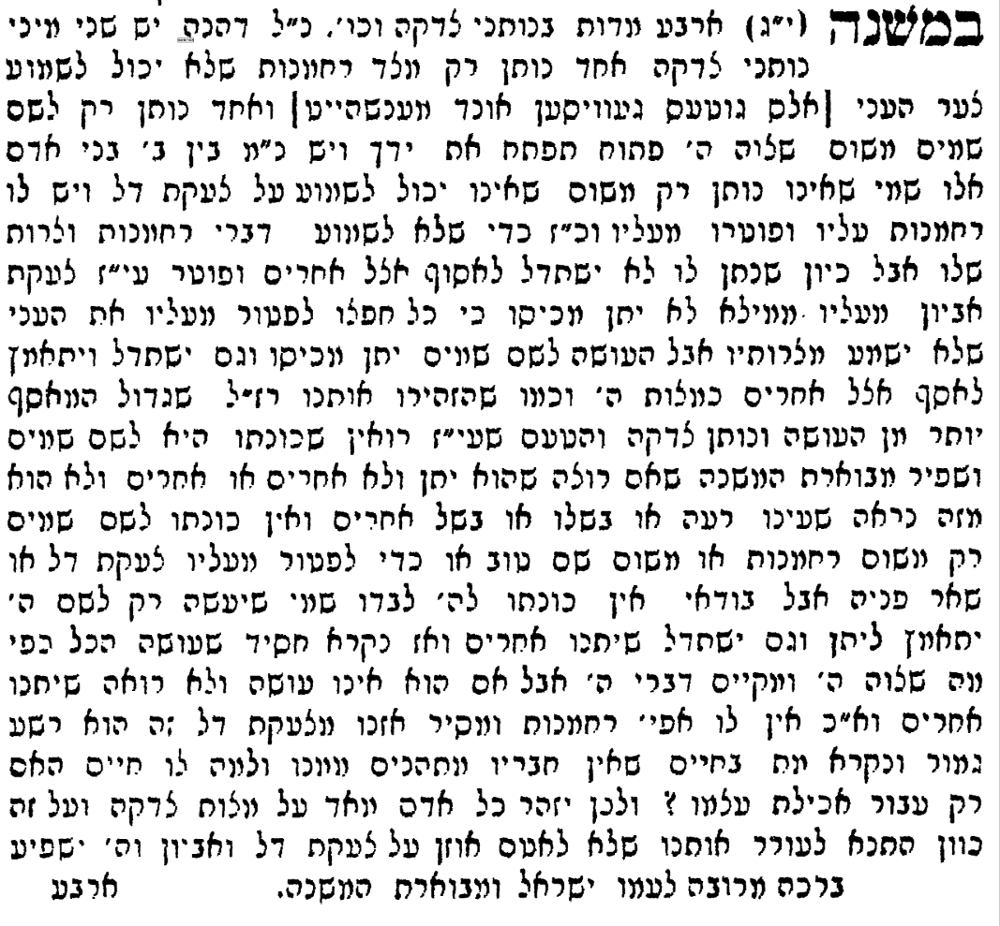 במשנה (י״ג) ארבע מדות בנותני צדקה וכו׳. נ״ל דהנה יש שני מיני
נותני צדקה אחד נותן רק מצד רחמנות שלא יכול לשמוע
צער העני [אלס גוטעס געוויסען אונד מענשהייט] ואחד נותן רק לשם
שמים משום שצוה ה׳ פתוח תפתח את ידך ויש נ״מ בין ב׳ בני אדם
אלו שמי שאינו נותן רק משום שאינו יכול לשמוע על צעקת דל ויש לו
רחמנות עליו ופוטרו מעליו וכ״ז כדי שלא לשמוע דברי רחמנות וצרות
שלו אבל כיון שנתן לו לא ישתדל לאסוף אצל אחרים ופוטר עי״ז צעקת
אביון מעליו ממילא לא יתן מכיסו כי כל חפצו לפטור מעליו את העני
שלא ישמע מצרותיו אבל העושה לשם שמים יתן מכיסו וגם ישתדל ויתאמץ
לאסף אצל אחרים כמצות ה׳ וכמו שהזהירו אותנו רז״ל שגדול המאסף
יותר מן העושה ונותן צדקה והטעם שעי״ז רואין שכונתו היא לשם שמים
ושפיר מבוארת המשנה שאם רוצה שהוא יתן ולא אחרים או אחרים ולא הוא
מזה נראה שעינו רעה או בשלו או בשל אחרים ואין כונתו לשם שמים
רק משום רחמנות או משום שם טוב או כדי לפטור מעליו צעקת דל או
שאר פניה אבל בודאי אין כונתו לה׳ לבדו שמי שיעשה רק לשם ה׳
יתאמץ ליתן וגם ישתדל שיתנו אחרים ואז נקרא חסיד שעושה הכל כפי
מה שצוה ה׳ ומקיים דברי ה׳ אבל אם הוא אינו עושה ולא רואה שיתנו
אחרים וא״כ אין לו אפי׳ רחמנות ומסיר אזנו מצעקת דל זה הוא רשע
גמור ונקרא מת בחיים שאין חבריו מתהנים ממנו ולמה לו חיים האם
רק עבור אכילת עצמו ? ולכן יזהר כל אדם מאד על מצות צדקה ועל זה
כוון התנא לעורר אותנו שלא לאטם אוזן על צעקת דל ואביון וה׳ ישפיע
ברכה מרובה לעמו ישראל ומבוארת המשנה. ארבע